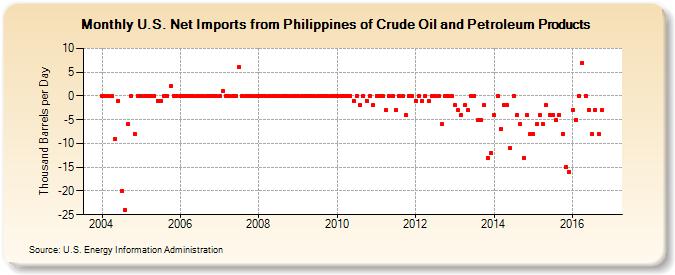 Monthly U.S. Net Imports from Philippines of Crude Oil and Petroleum Products
Thousand Barrels per Day
10
5
0
-5
-10
-15
-20
-25
2004 2006 2008 2010 2012 2014 2016
Source: U.S. Energy Information Administration